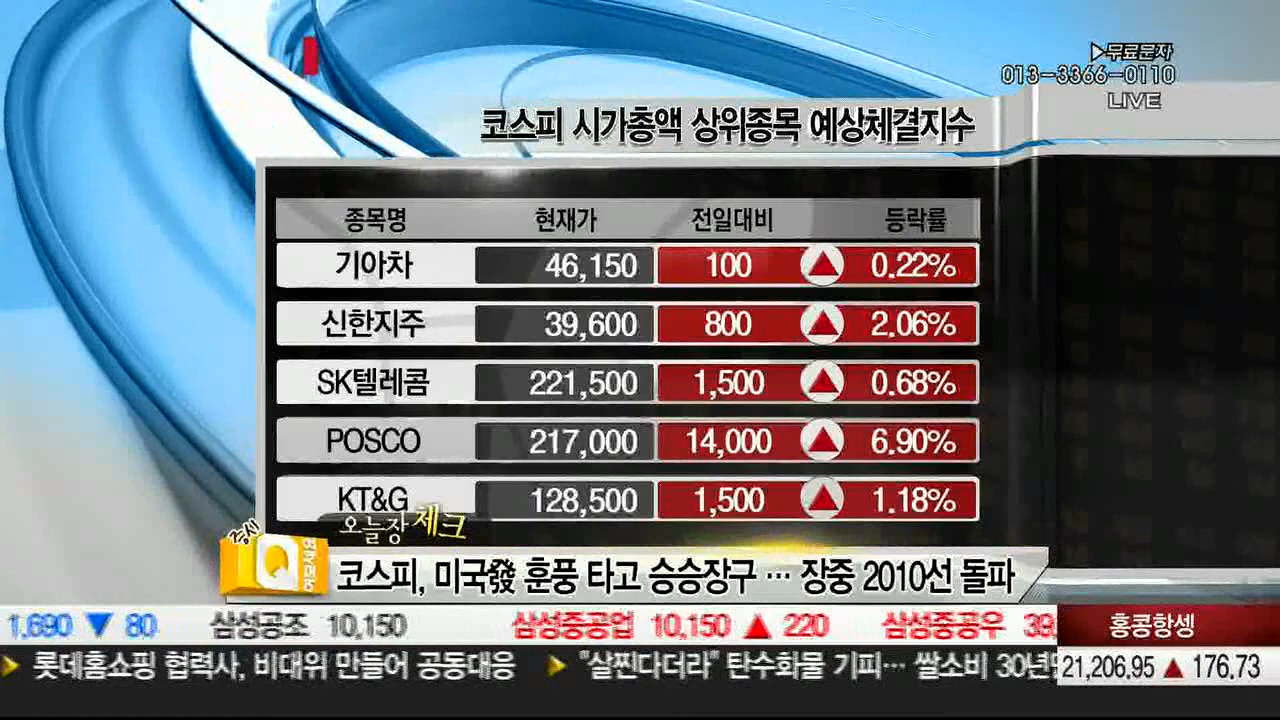 ▶무료문자
013-3366-0110
LIVE
코스피 시가총액 상위종목 예상체결지수
종목명 현재가 전일대비 등락률
기아차 46,150 100 ▲ 0.22%
신한지주 39,600 800 ▲ 2.06%
SK텔레콤 221,500 1,500 ▲ 0.68%
POSCO 217,000 14,000 ▲ 6.90%
KT&G 128,500 1,500 ▲ 1.18%
오늘장 체크
증시
IQ
코스피, 미국發 훈풍 타고 승승장구… 장중 2010선 돌파
1,690 ▼ 80 삼성공조 10,150 삼성중공업 10,150 ▲ 220 삼성중공우 39
홍콩항셍
롯데홈쇼핑 협력사, 비대위 만들어 공동대응 "살찐다더라" 탄수화물 기피… 쌀소비 30년
21,206.95 ▲ 176.73